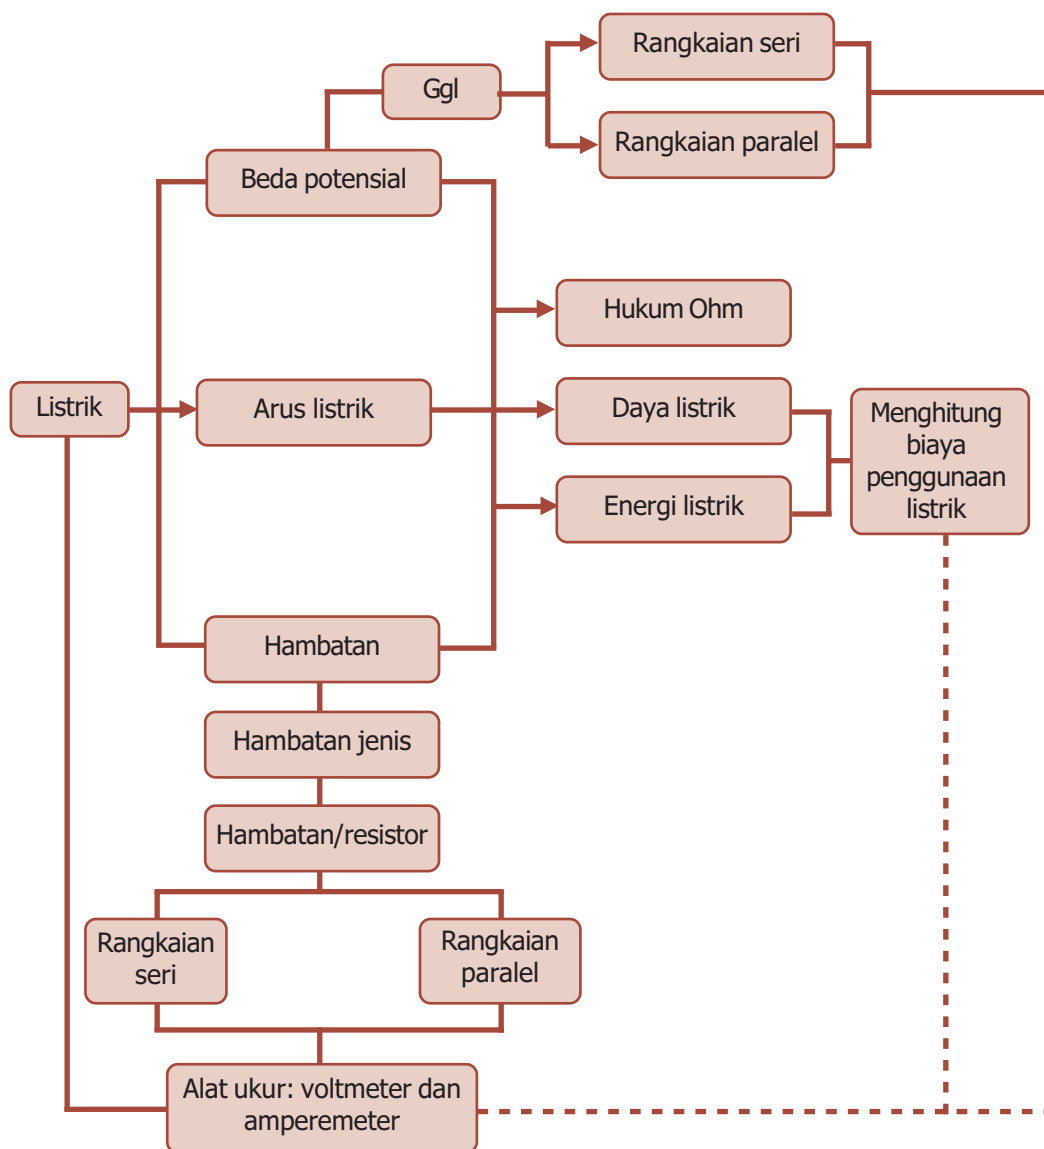 Rangkaian seri
Ggl
Rangkaian paralel
Beda potensial
Hukum Ohm
Listrik
Arus listrik
Daya listrik
Menghitung
biaya
penggunaan
listrik
Energi listrik
Hambatan
Hambatan jenis
Hambatan/resistor
Rangkaian
seri
Rangkaian
paralel
Alat ukur: voltmeter dan
amperemeter